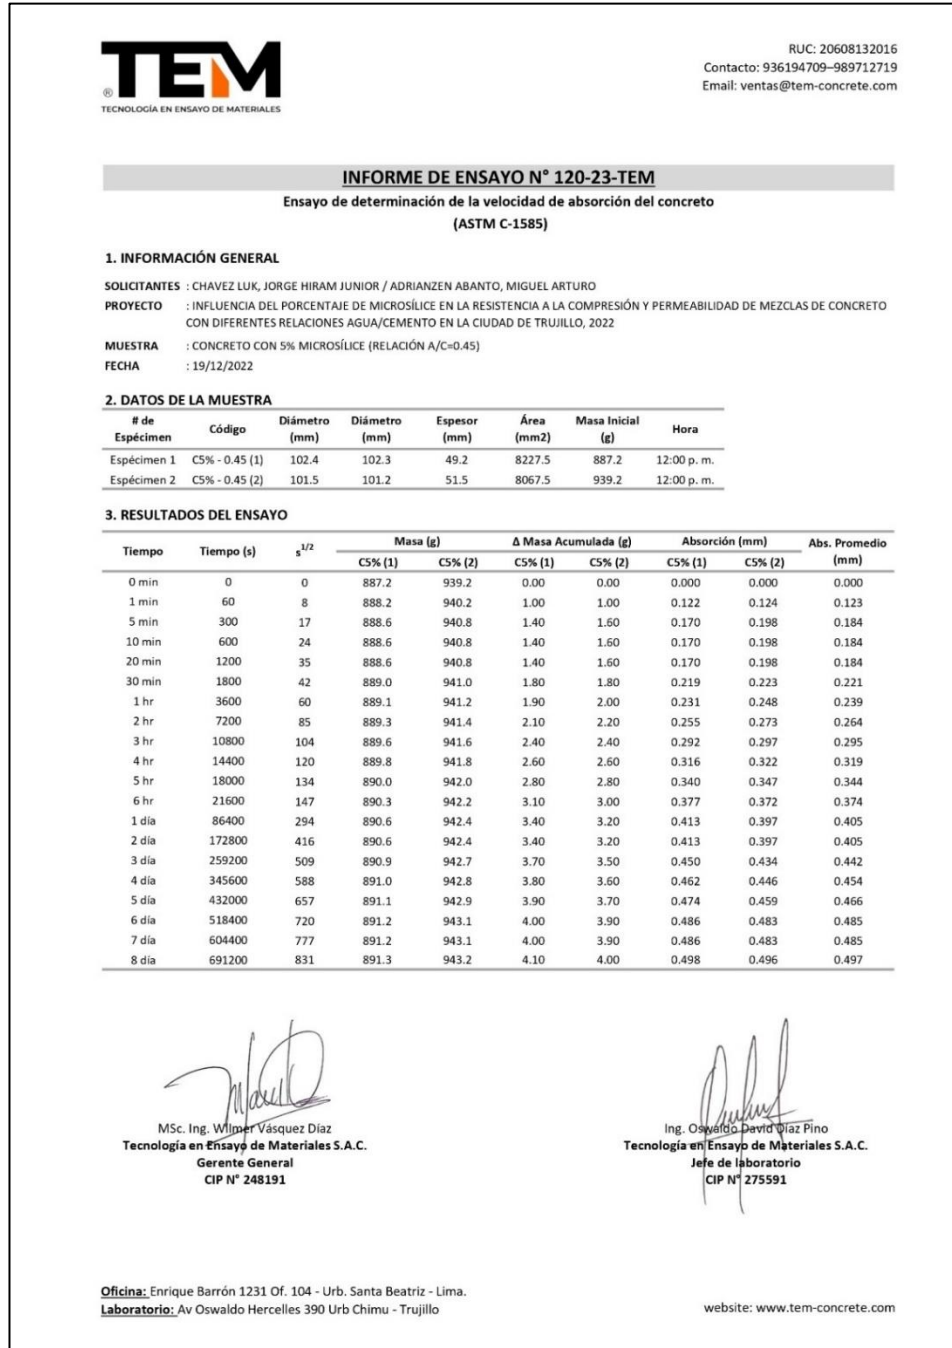 TEM
®
TECNOLOGÍA EN ENSAYO DE MATERIALES
RUC: 20608132016
Contacto: 936194709–989712719
Email: ventas@tem-concrete.com
INFORME DE ENSAYO N° 120-23-TEM
Ensayo de determinación de la velocidad de absorción del concreto
(ASTM C-1585)
1. INFORMACIÓN GENERAL
SOLICITANTES : CHAVEZ LUK, JORGE HIRAM JUNIOR / ADRIANZEN ABANTO, MIGUEL ARTURO
PROYECTO : INFLUENCIA DEL PORCENTAJE DE MICROSÍLICE EN LA RESISTENCIA A LA COMPRESIÓN Y PERMEABILIDAD DE MEZCLAS DE CONCRETO
CON DIFERENTES RELACIONES AGUA/CEMENTO EN LA CIUDAD DE TRUJILLO, 2022
MUESTRA : CONCRETO CON 5% MICROSÍLICE (RELACIÓN A/C=0.45)
FECHA : 19/12/2022
2. DATOS DE LA MUESTRA
# de Espécimen Código Diámetro (mm) Diámetro (mm) Espesor (mm) Área (mm2) Masa Inicial (g) Hora
Espécimen 1 C5% - 0.45 (1) 102.4 102.3 49.2 8227.5 887.2 12:00 p. m.
Espécimen 2 C5% - 0.45 (2) 101.5 101.2 51.5 8067.5 939.2 12:00 p. m.
3. RESULTADOS DEL ENSAYO
Tiempo Tiempo (s) s^1/2 Masa (g) Δ Masa Acumulada (g) Absorción (mm) Abs. Promedio (mm)
C5% (1) C5% (2) C5% (1) C5% (2) C5% (1) C5% (2)
0 min 0 0 887.2 939.2 0.00 0.00 0.000 0.000 0.000
1 min 60 8 888.2 940.2 1.00 1.00 0.122 0.124 0.123
5 min 300 17 888.6 940.8 1.40 1.60 0.170 0.198 0.184
10 min 600 24 888.6 940.8 1.40 1.60 0.170 0.198 0.184
20 min 1200 35 888.6 940.8 1.40 1.60 0.170 0.198 0.184
30 min 1800 42 889.0 941.0 1.80 1.80 0.219 0.223 0.221
1 hr 3600 60 889.1 941.2 1.90 2.00 0.231 0.248 0.239
2 hr 7200 85 889.3 941.4 2.10 2.20 0.255 0.273 0.264
3 hr 10800 104 889.6 941.6 2.40 2.40 0.292 0.297 0.295
4 hr 14400 120 889.8 941.8 2.60 2.60 0.316 0.322 0.319
5 hr 18000 134 890.0 942.0 2.80 2.80 0.340 0.347 0.344
6 hr 21600 147 890.3 942.2 3.10 3.00 0.377 0.372 0.374
1 día 86400 294 890.6 942.4 3.40 3.20 0.413 0.397 0.405
2 día 172800 416 890.6 942.4 3.40 3.20 0.413 0.397 0.405
3 día 259200 509 890.9 942.7 3.70 3.50 0.450 0.434 0.442
4 día 345600 588 891.0 942.8 3.80 3.60 0.462 0.446 0.454
5 día 432000 657 891.1 942.9 3.90 3.70 0.474 0.459 0.466
6 día 518400 720 891.2 943.1 4.00 3.90 0.486 0.483 0.485
7 día 604400 777 891.2 943.1 4.00 3.90 0.486 0.483 0.485
8 día 691200 831 891.3 943.2 4.10 4.00 0.498 0.496 0.497
MSc. Ing. Wilmer Vásquez Díaz
Tecnología en Ensayo de Materiales S.A.C.
Gerente General
CIP N° 248191
Ing. Oswaldo David Díaz Pino
Tecnología en Ensayo de Materiales S.A.C.
Jefe de laboratorio
CIP N° 275591
Oficina: Enrique Barrón 1231 Of. 104 - Urb. Santa Beatriz - Lima.
Laboratorio: Av Oswaldo Hercelles 390 Urb Chimu - Trujillo
website: www.tem-concrete.com